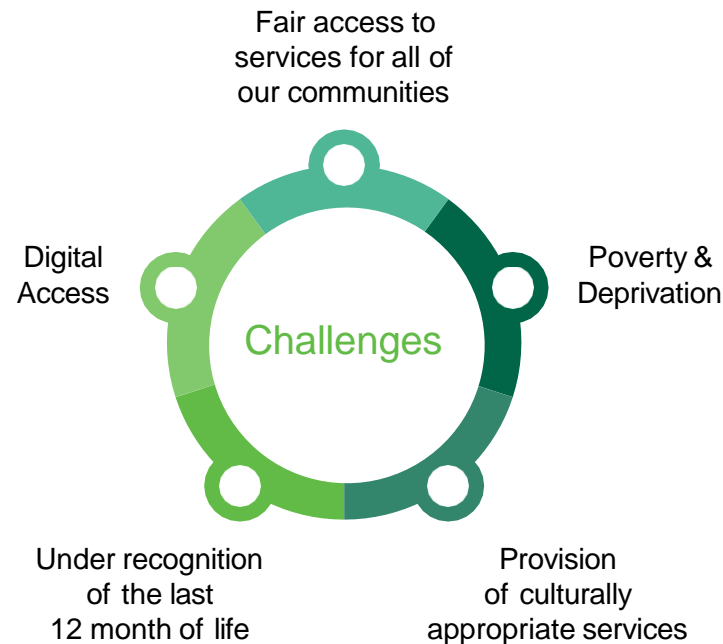 Fair access to
services for all of
our communities
Digital
Access
Poverty &
Deprivation
Challenges
Under recognition
of the last
12 month of life
Provision
of culturally
appropriate services